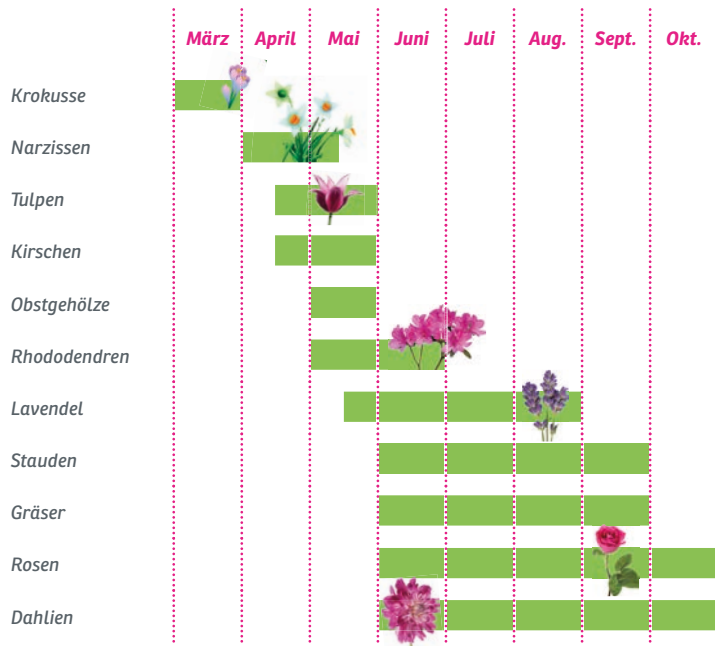 März April Mai Juni Juli Aug. Sept. Okt.
Krokusse
Narzissen
Tulpen
Kirschen
Obstgehölze
Rhododendren
Lavendel
Stauden
Gräser
Rosen
Dahlien